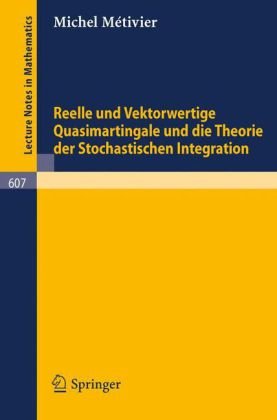 Michel Métivier
Lecture Notes in Mathematics
Reelle und Vektorwertige
Quasimartingale und die Theorie
der Stochastischen Integration
607
Springer